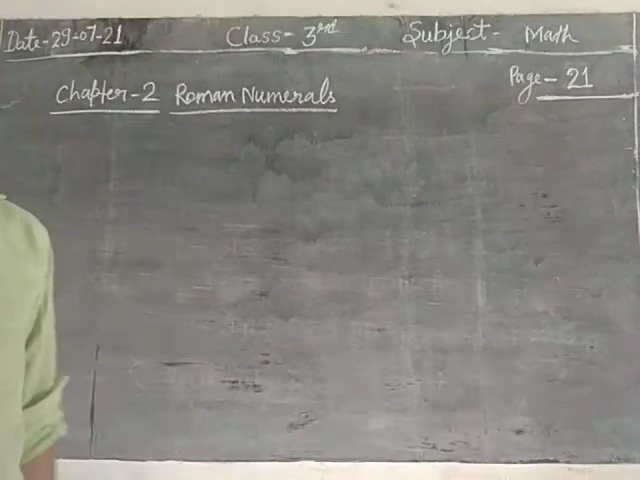 Date-29-07-21 Class-3rd Subject- Math
Chapter-2 Roman Numerals Page-21